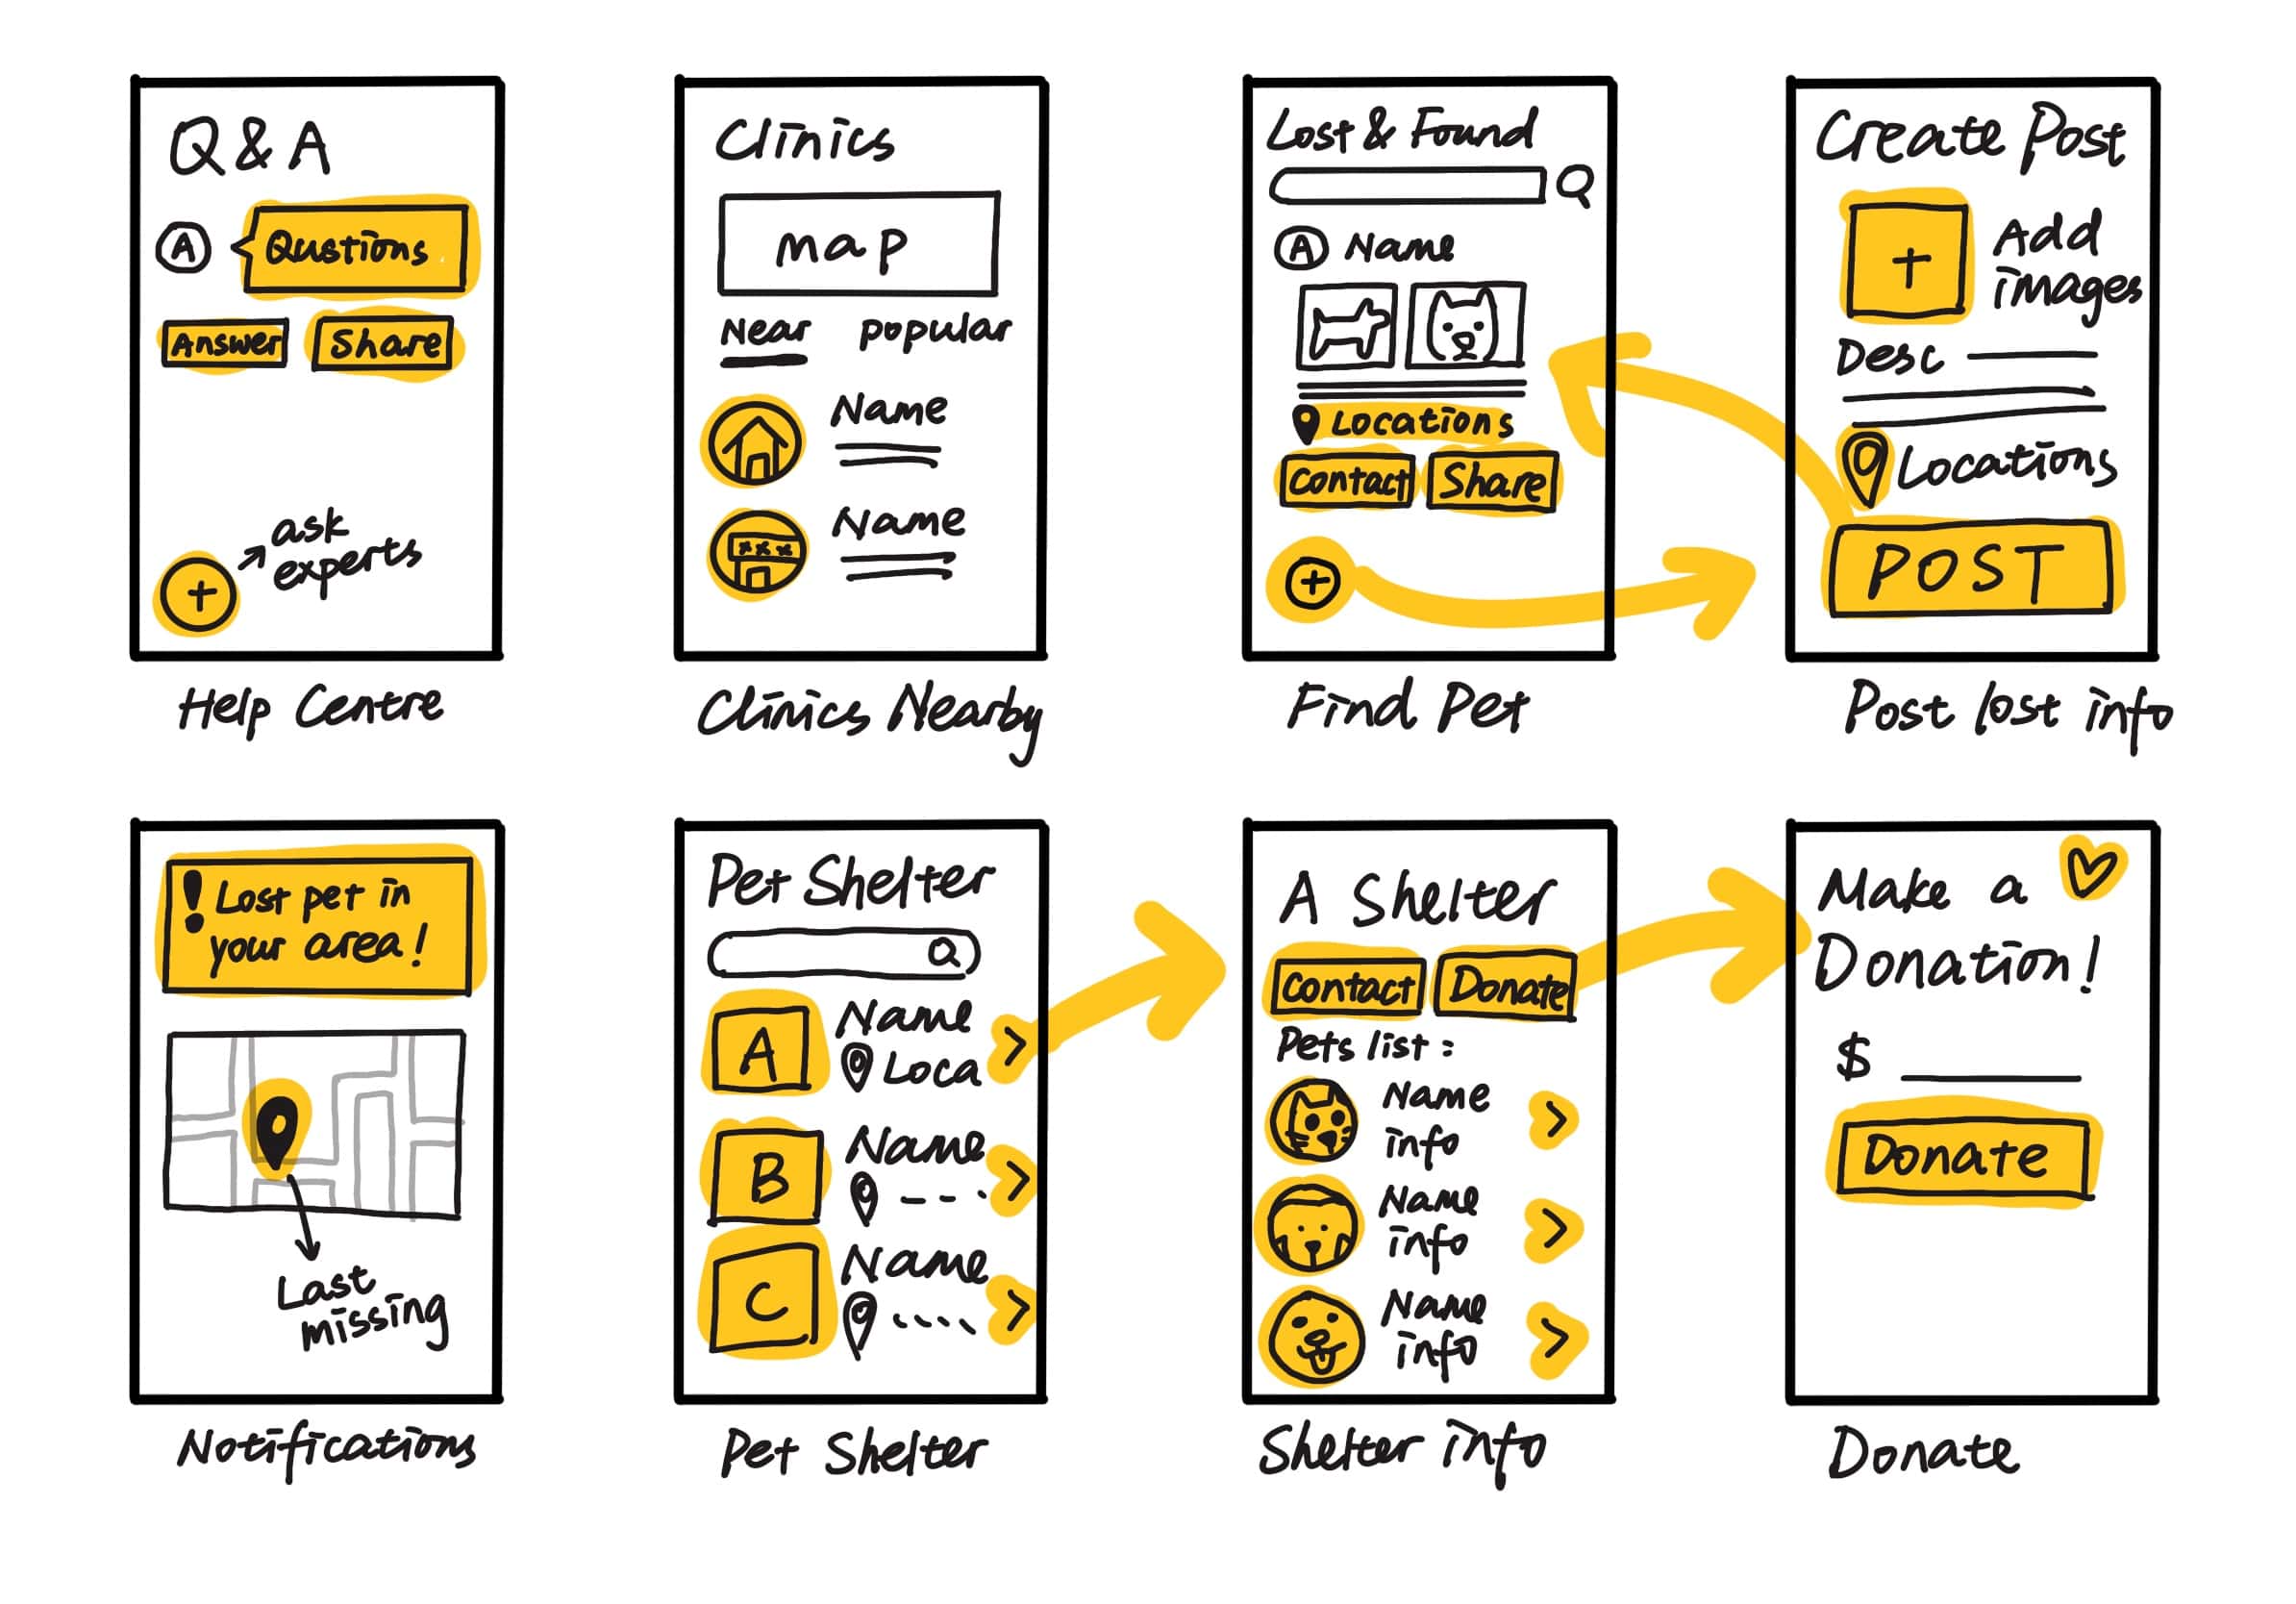 Q & A
A
Qustions
Answer
Share
ask
experts
+
Help Centre
Clinics
map
Near popular
Name
Name
Clinics Nearby
Lost & Found
A Name
Locations
Contact
Share
+
Find Pet
Create Post
+
Add
images
Desc
Locations
POST
Post lost info
! Lost pet in
your area!
Last
missing
Notifications
Pet Shelter
A
Name
Loca
>
B
Name
>
C
Name
>
Pet Shelter
A Shelter
Contact
Donate
Pets list:
Name
info
>
Name
info
>
Name
info
>
Shelter info
Make a
Donation!
$
Donate
Donate